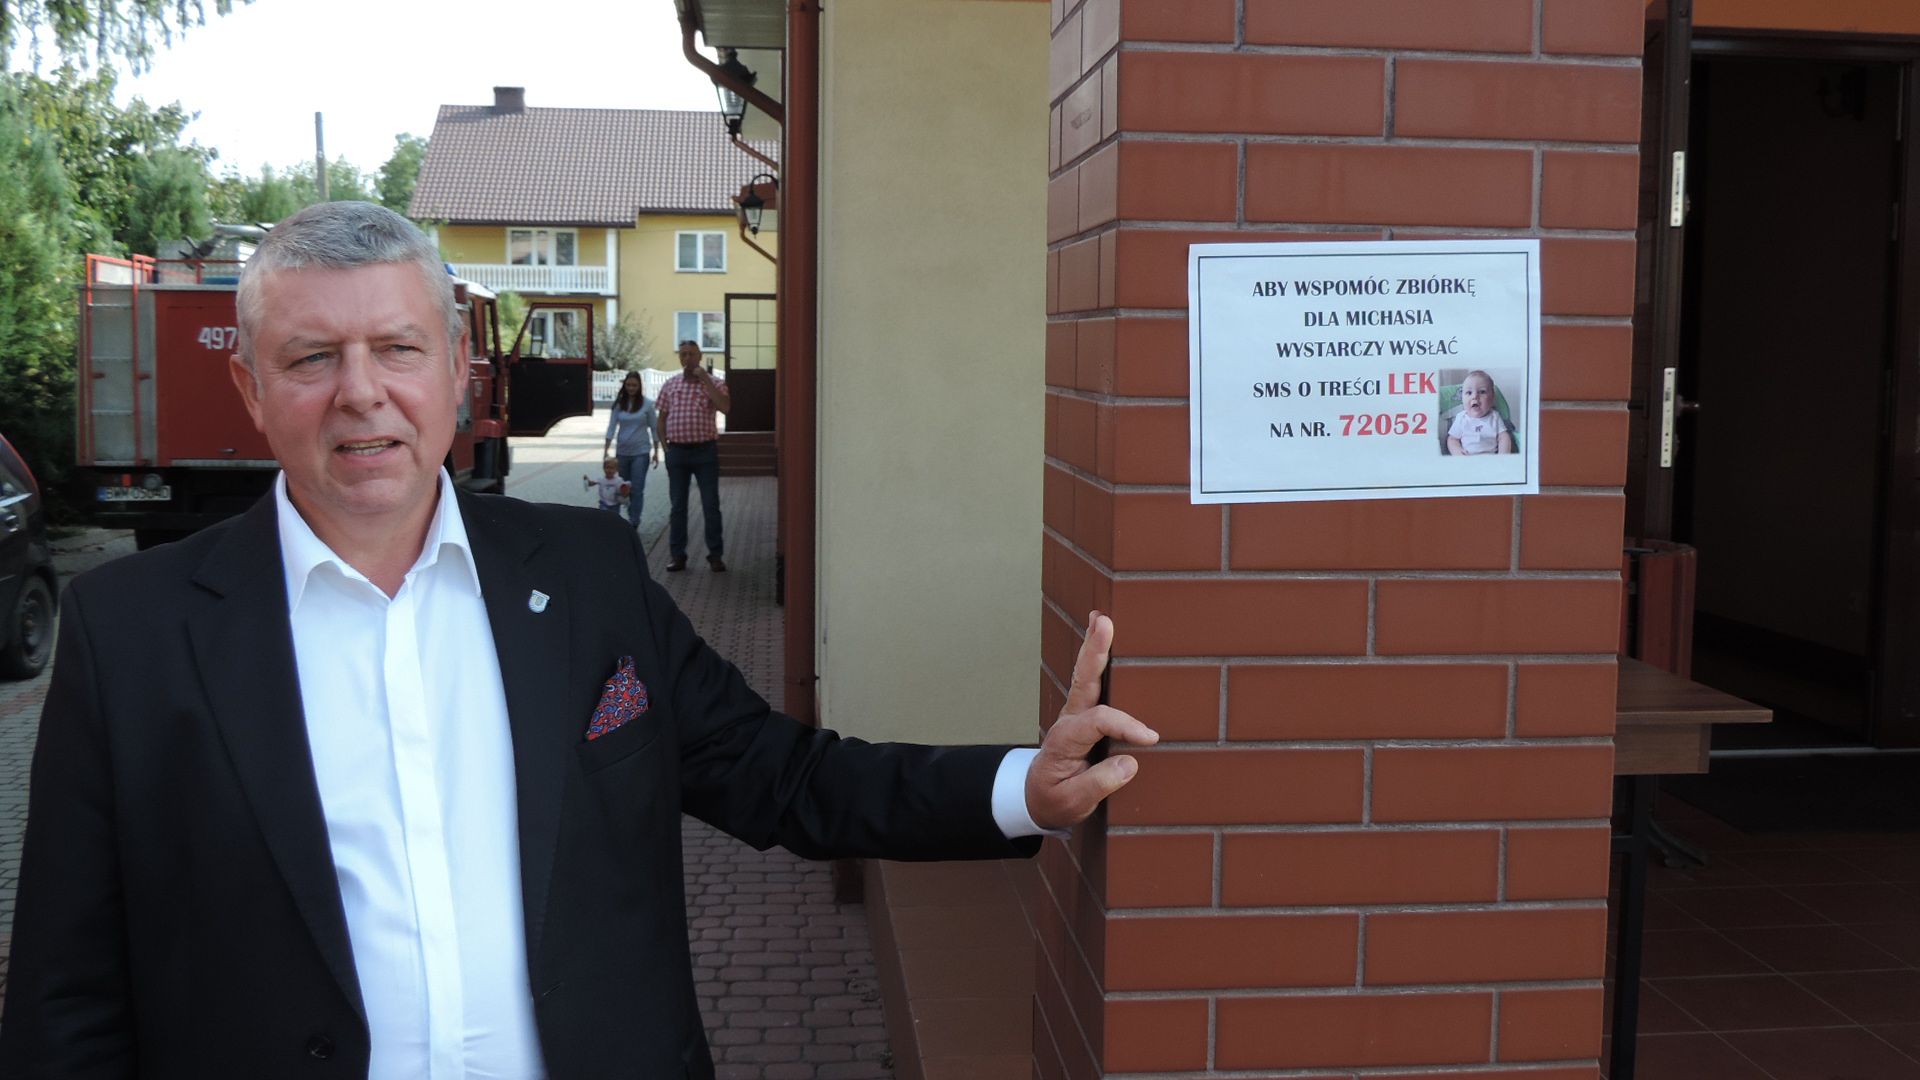 ABY WSPOMÓC ZBIÓRKĘ
DLA MICHASIA
WYSTARCZY WYSŁAĆ
SMS O TREŚCI LEK
NA NR. 72052
497